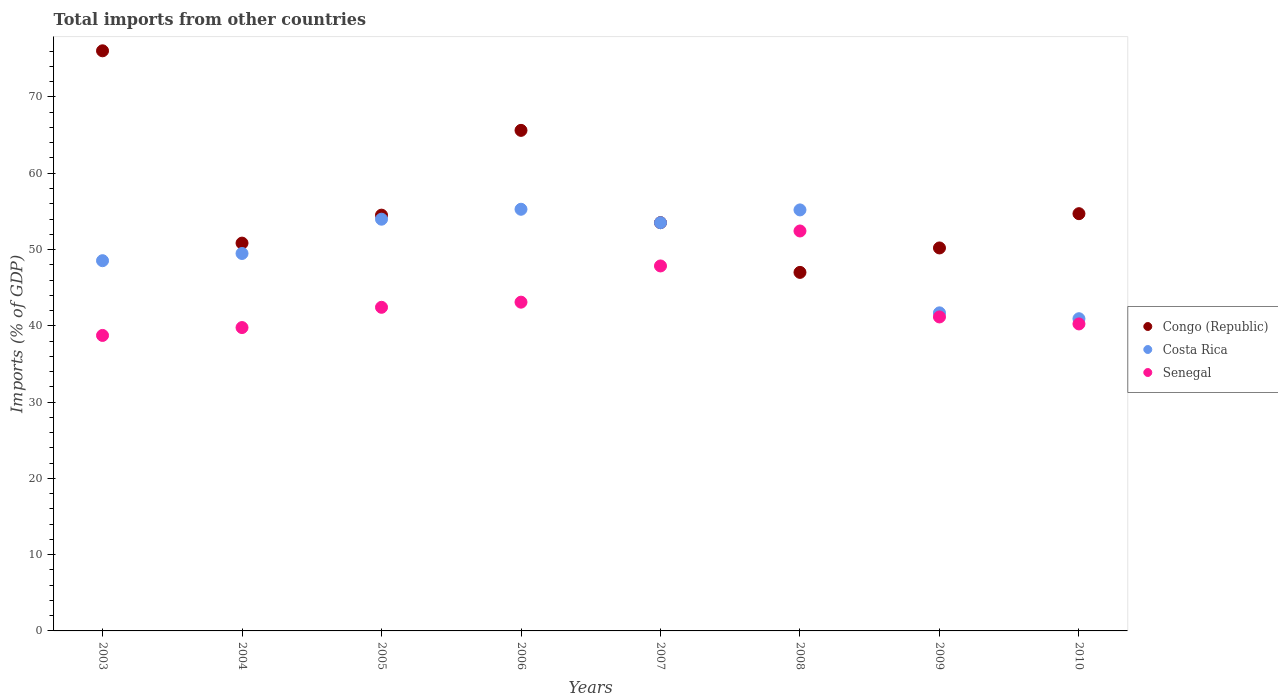 Total imports from other countries
Imports (% of GDP)
70
60
50
40
30
20
10
0
2003
2004
2005
2006
2007
2008
2009
2010
Years
Congo (Republic)
Costa Rica
Senegal